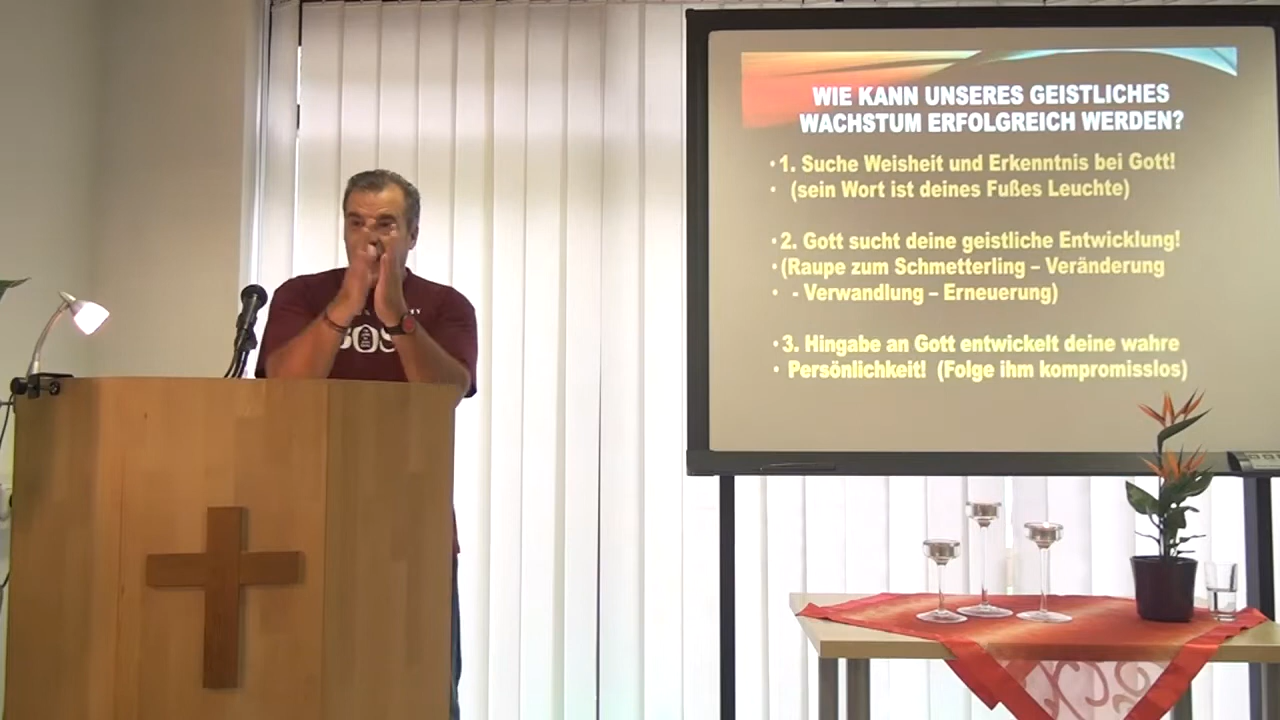 WIE KANN UNSERES GEISTLICHES
WACHSTUM ERFOLGREICH WERDEN?
• 1. Suche Weisheit und Erkenntnis bei Gott!
• (sein Wort ist deines Fußes Leuchte)
• 2. Gott sucht deine geistliche Entwicklung!
• (Raupe zum Schmetterling – Veränderung
• - Verwandlung – Erneuerung)
• 3. Hingabe an Gott entwickelt deine wahre
• Persönlichkeit! (Folge ihm kompromisslos)